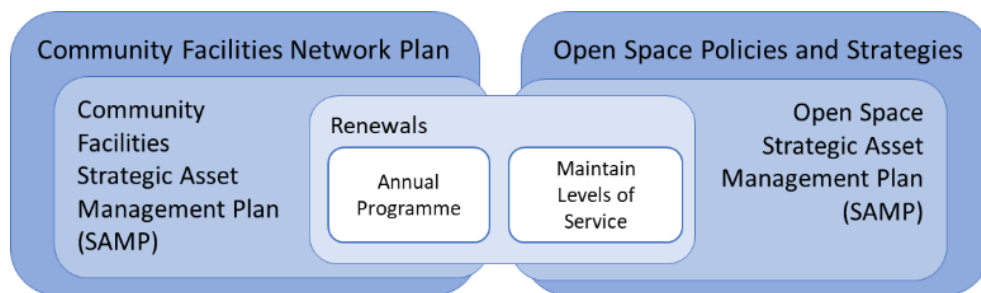 Community Facilities Network Plan
Open Space Policies and Strategies
Community
Facilities
Strategic Asset
Management Plan
(SAMP)
Renewals
Annual
Programme
Maintain
Levels of
Service
Open Space
Strategic Asset
Management Plan
(SAMP)